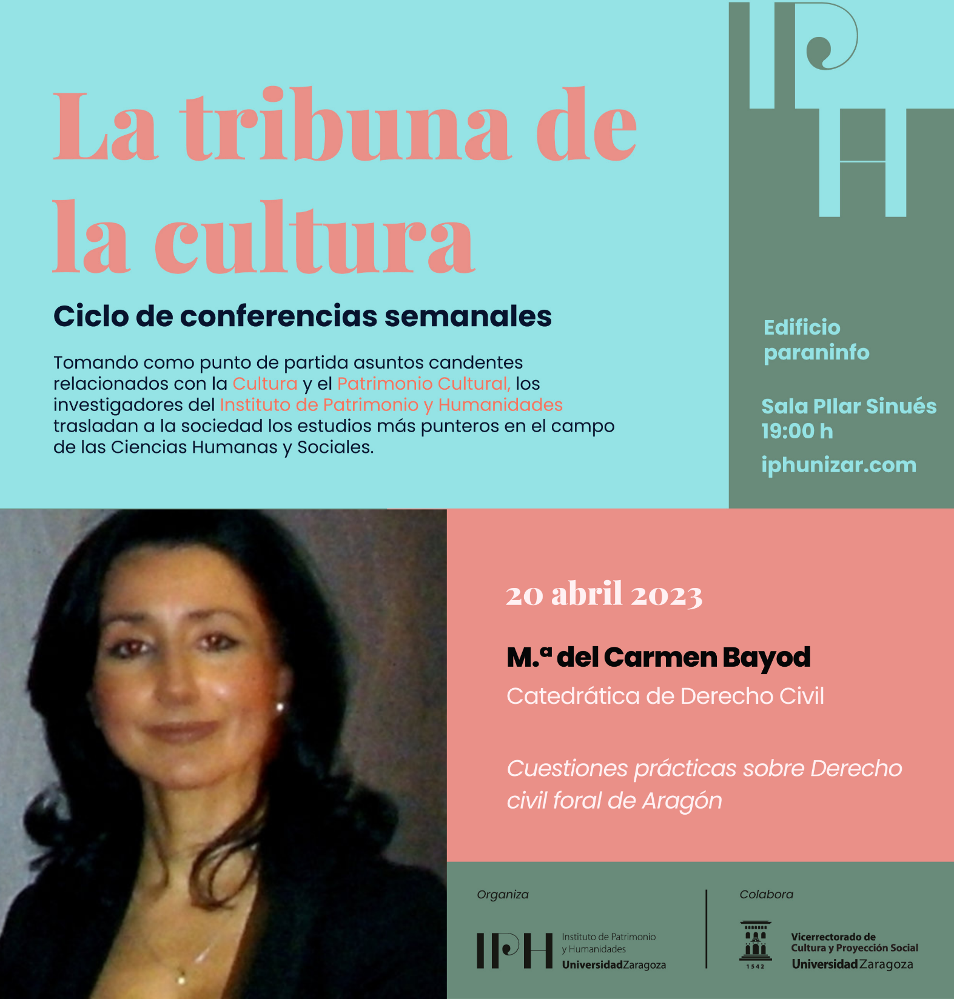 IP
H
La tribuna de
la cultura
Ciclo de conferencias semanales
Tomando como punto de partida asuntos candentes
relacionados con la Cultura y el Patrimonio Cultural, los
investigadores del Instituto de Patrimonio y Humanidades
trasladan a la sociedad los estudios más punteros en el campo
de las Ciencias Humanas y Sociales.
Edificio
paraninfo
Sala PIlar Sinués
19:00 h
iphunizar.com
20 abril 2023
M.ª del Carmen Bayod
Catedrática de Derecho Civil
Cuestiones prácticas sobre Derecho
civil foral de Aragón
Organiza
IPH
Instituto de Patrimonio
y Humanidades
UniversidadZaragoza
Colabora
1542
Vicerrectorado de
Cultura y Proyección Social
Universidad Zaragoza